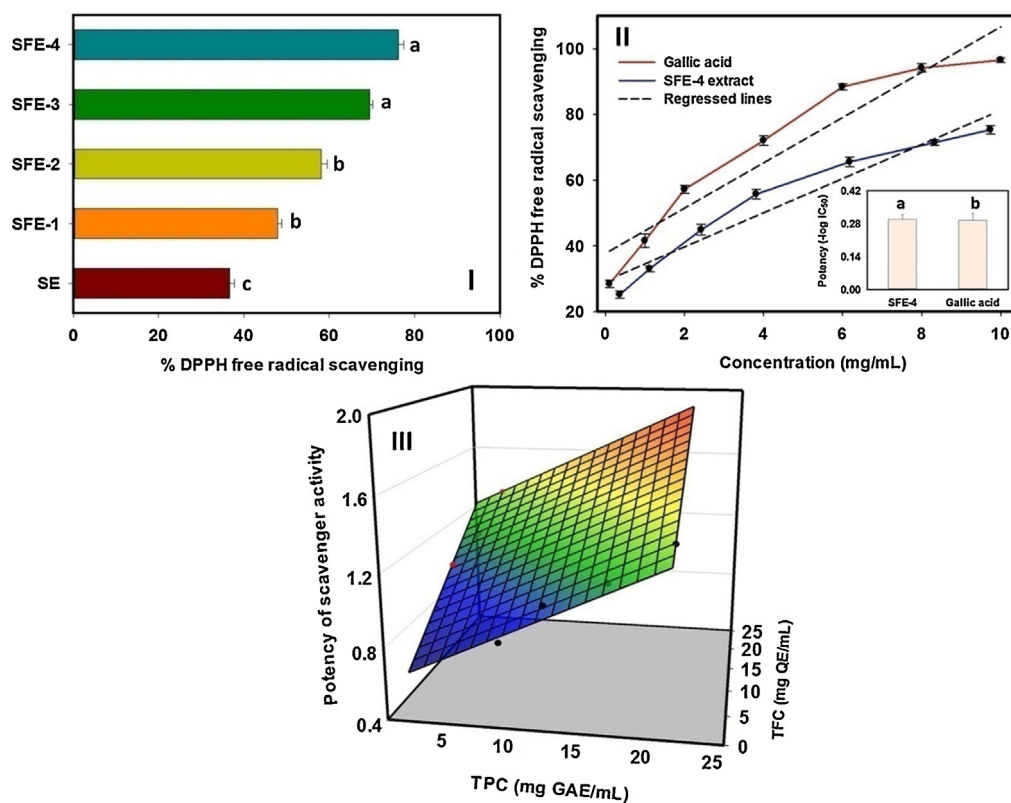 SFE-4
a
SFE-3
a
SFE-2
b
SFE-1
b
SE
c
I
0 20 40 60 80 100
% DPPH free radical scavenging
II
Gallic acid
SFE-4 extract
Regressed lines
% DPPH free radical scavenging
100
80
60
40
20
0 2 4 6 8 10
Concentration (mg/mL)
Potency (-log IC₅₀)
0.42
0.28
0.14
0.00
a b
SFE-4 Gallic acid
III
Potency of scavenger activity
2.0
1.6
1.2
0.8
0.4
5 10 15 20 25
TPC (mg GAE/mL)
25
20
15
10
5
0
TFC (mg QE/mL)